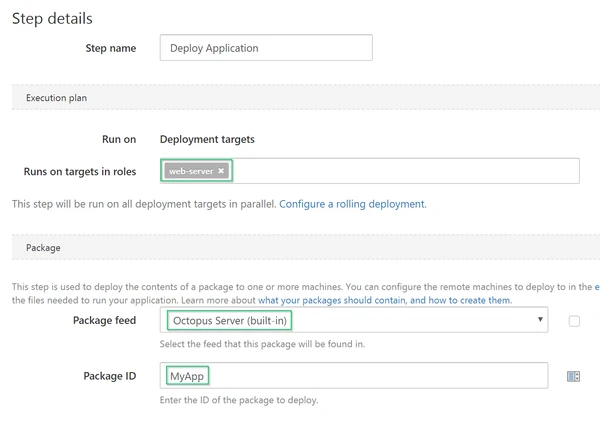 Step details
Step name Deploy Application
Execution plan
Run on Deployment targets
Runs on targets in roles web-server ×
This step will be run on all deployment targets in parallel. Configure a rolling deployment.
Package
This step is used to deploy the contents of a package to one or more machines. You can configure the remote machines to deploy to in the e
the files needed to run your application. Learn more about what your packages should contain, and how to create them.
Package feed Octopus Server (built-in)
Select the feed that this package will be found in.
Package ID MyApp
Enter the ID of the package to deploy.